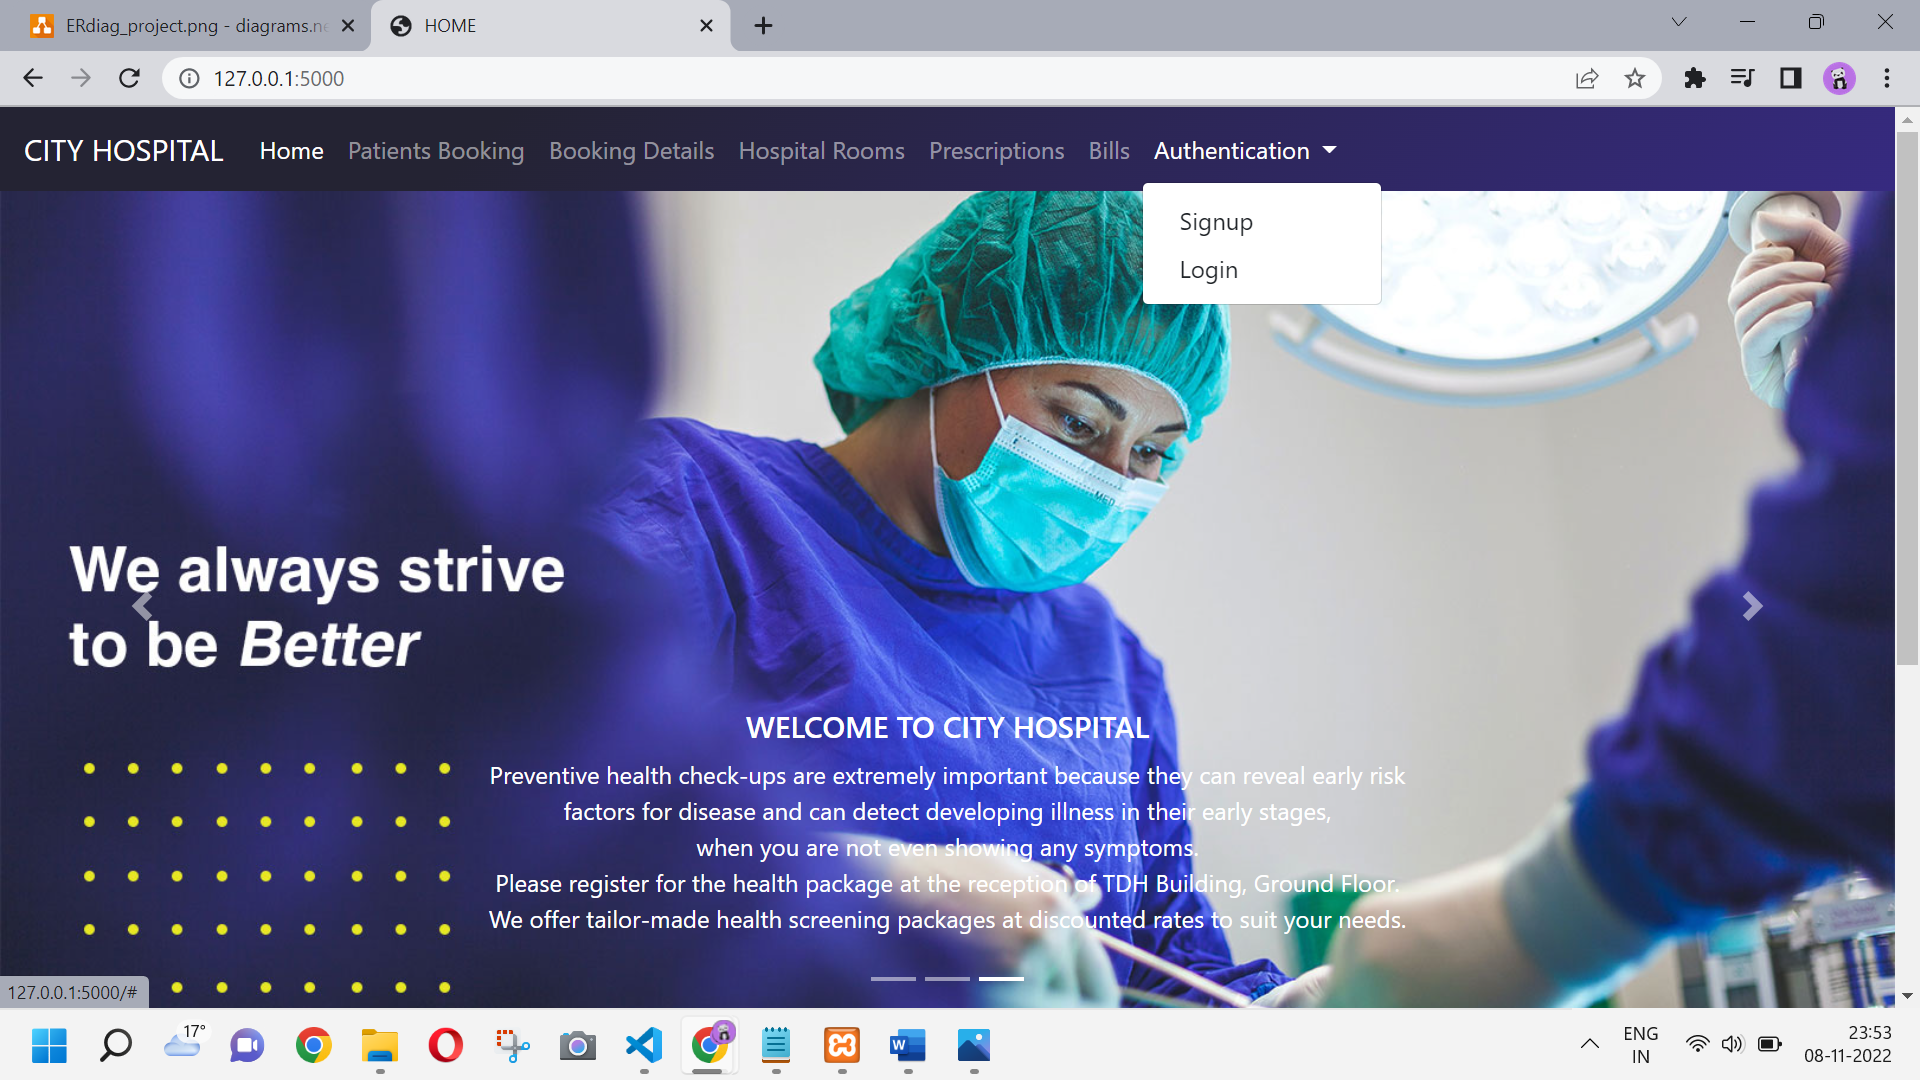 ERdiag_project.png - diagrams.ne
HOME
127.0.0.1:5000
CITY HOSPITAL
Home
Patients Booking
Booking Details
Hospital Rooms
Prescriptions
Bills
Authentication
Signup
Login
MED
We always strive
to be Better
WELCOME TO CITY HOSPITAL
Preventive health check-ups are extremely important because they can reveal early risk
factors for disease and can detect developing illness in their early stages,
when you are not even showing any symptoms.
Please register for the health package at the reception of TDH Building, Ground Floor.
We offer tailor-made health screening packages at discounted rates to suit your needs.
127.0.0.1:5000/#
17°
W
ENG
IN
23:53
08-11-2022